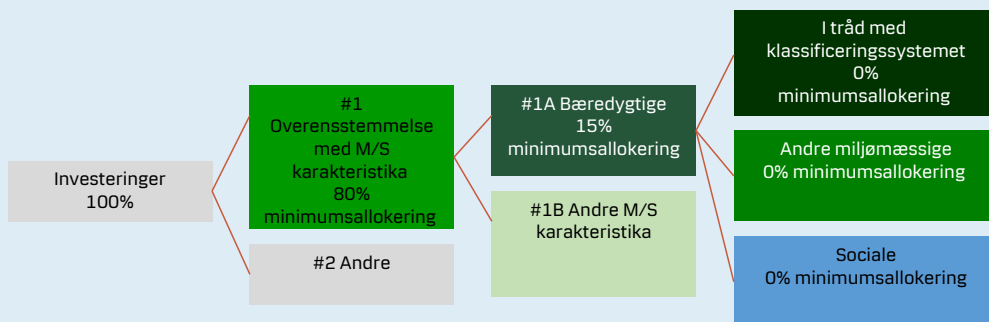 Investeringer
100%
#1
Overensstemmelse
med M/S
karakteristika
80%
minimumsallokering
#2 Andre
#1A Bæredygtige
15%
minimumsallokering
#1B Andre M/S
karakteristika
I tråd med
klassificeringssystemet
0%
minimumsallokering
Andre miljømæssige
0% minimumsallokering
Sociale
0% minimumsallokering